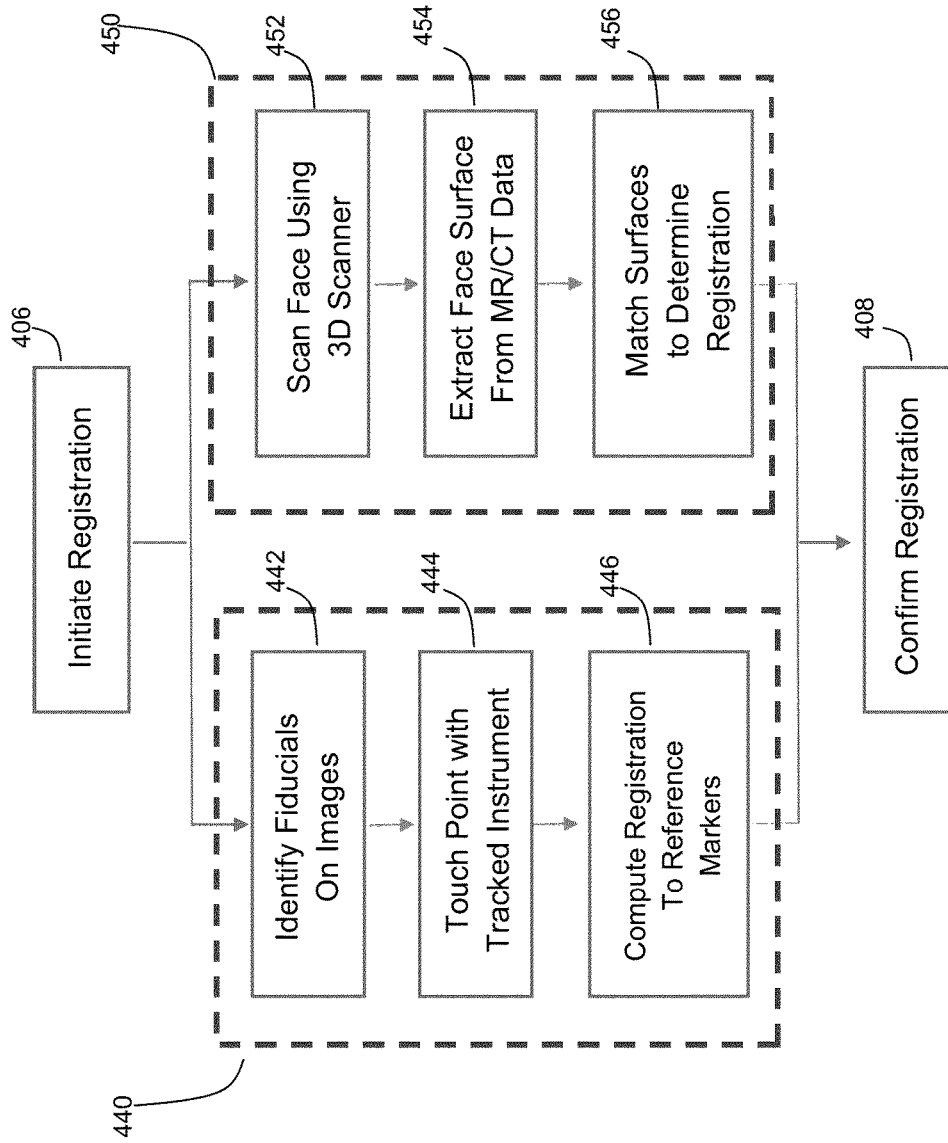 406
Initiate Registration
440
442
Identify Fiducials
On Images
444
Touch Point with
Tracked Instrument
446
Compute Registration
To Reference
Markers
450
452
Scan Face Using
3D Scanner
454
Extract Face Surface
From MR/CT Data
456
Match Surfaces
to Determine
Registration
408
Confirm Registration